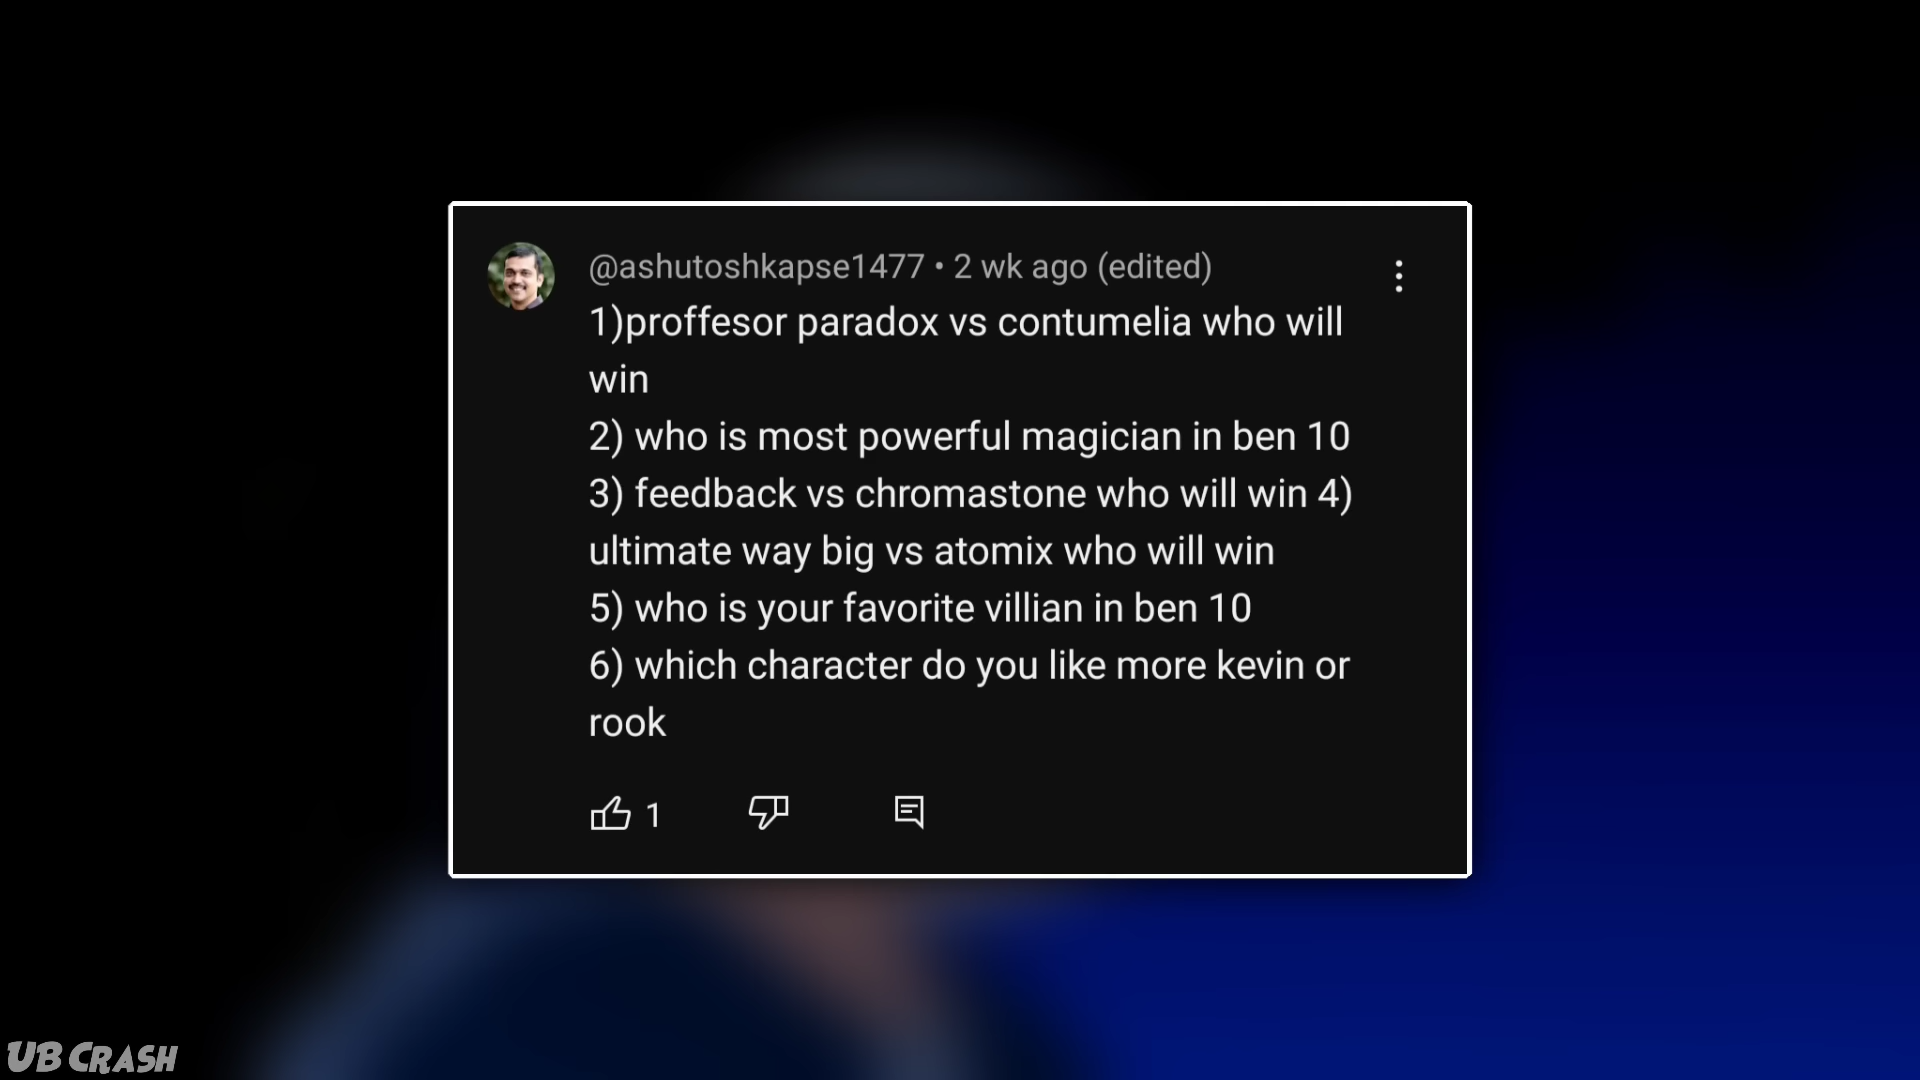 @ashutoshkapse1477 • 2 wk ago (edited)
1)proffesor paradox vs contumelia who will
win
2) who is most powerful magician in ben 10
3) feedback vs chromastone who will win 4)
ultimate way big vs atomix who will win
5) who is your favorite villian in ben 10
6) which character do you like more kevin or
rook
1
UB CRASH